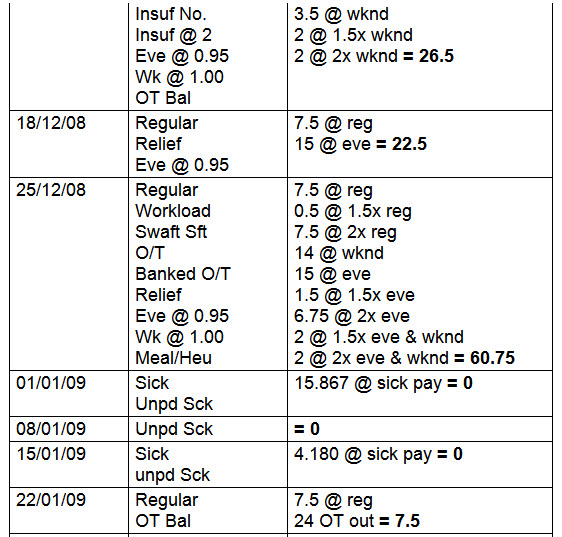 Insuf No. 3.5 @ wknd
Insuf @ 2 2 @ 1.5x wknd
Eve @ 0.95 2 @ 2x wknd = 26.5
Wk @ 1.00
OT Bal
18/12/08 Regular 7.5 @ reg
Relief 15 @ eve = 22.5
Eve @ 0.95
25/12/08 Regular 7.5 @ reg
Workload 0.5 @ 1.5x reg
Swaft Sft 7.5 @ 2x reg
O/T 14 @ wknd
Banked O/T 15 @ eve
Relief 1.5 @ 1.5x eve
Eve @ 0.95 6.75 @ 2x eve
Wk @ 1.00 2 @ 1.5x eve & wknd
Meal/Heu 2 @ 2x eve & wknd = 60.75
01/01/09 Sick 15.867 @ sick pay = 0
Unpd Sck
08/01/09 Unpd Sck = 0
15/01/09 Sick 4.180 @ sick pay = 0
unpd Sck
22/01/09 Regular 7.5 @ reg
OT Bal 24 OT out = 7.5